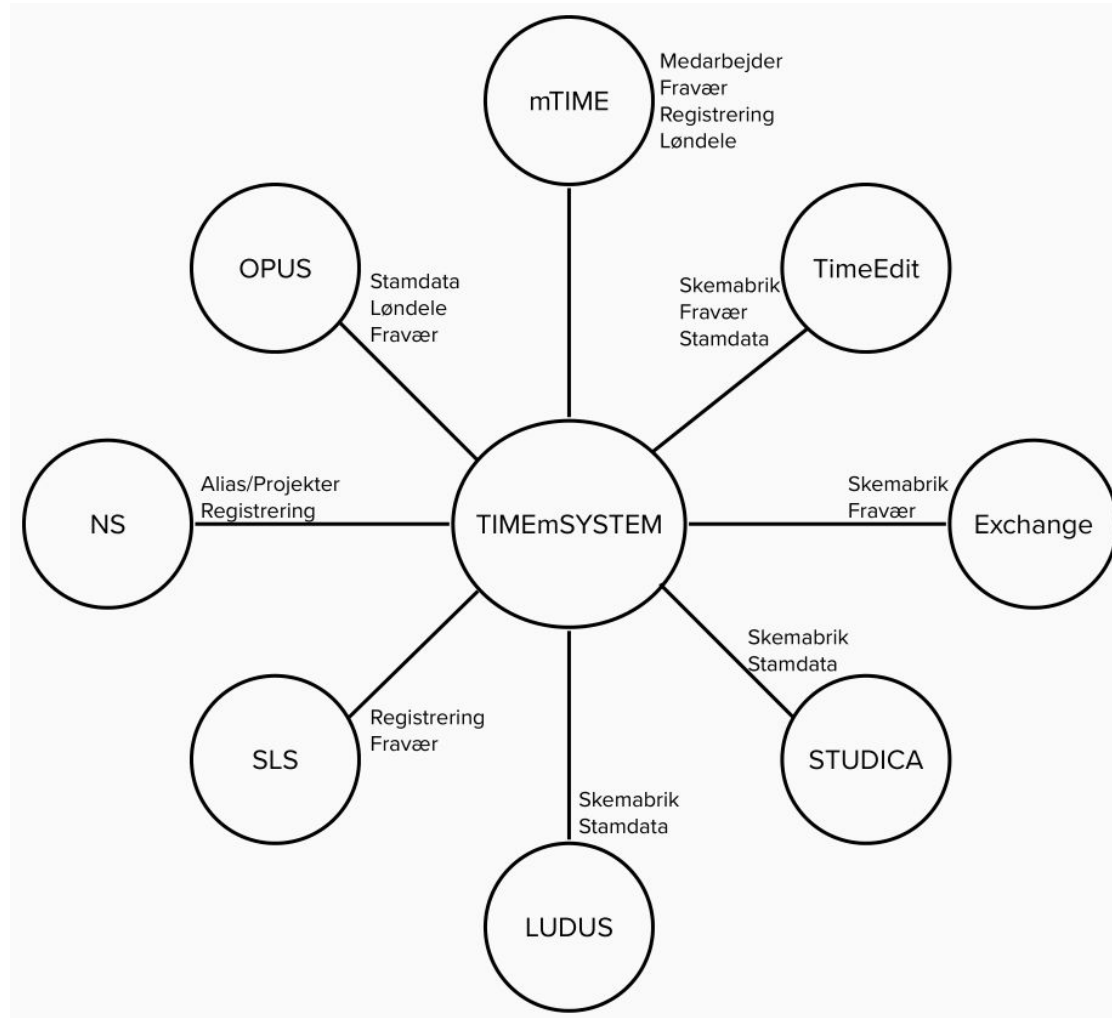 mTIME
Medarbejder
Fravær
Registrering
Løndele
OPUS
Stamdata
Løndele
Fravær
TimeEdit
Skemabrik
Fravær
Stamdata
NS
Alias/Projekter
Registrering
TIMEmSYSTEM
Skemabrik
Fravær
Exchange
SLS
Registrering
Fravær
Skemabrik
Stamdata
STUDICA
Skemabrik
Stamdata
LUDUS